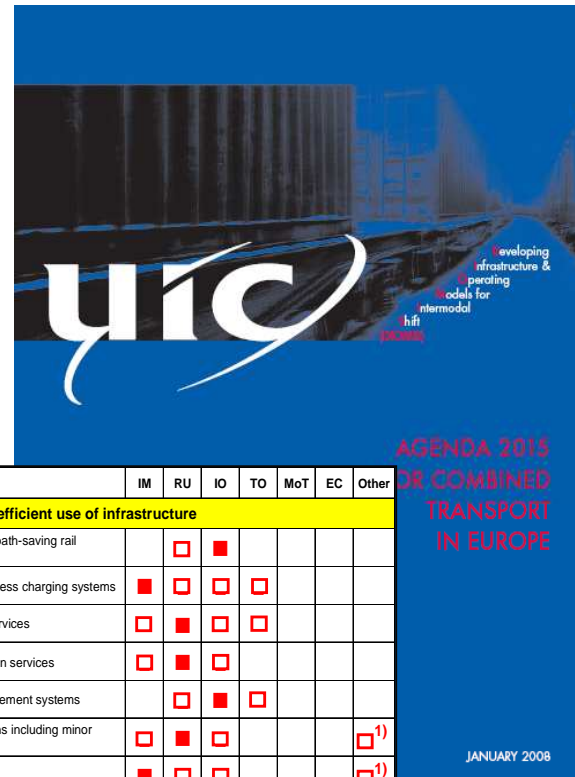 uic
eveloping
nfrastructure &
perating
odels for
ntermodal
hift
AGENDA 2015
OR COMBINED
TRANSPORT
IN EUROPE
IM RU IO TO MoT EC Other
efficient use of infrastructure
path-saving rail
ess charging systems
rvices
n services
ement systems
ns including minor
1)
1)
JANUARY 2008